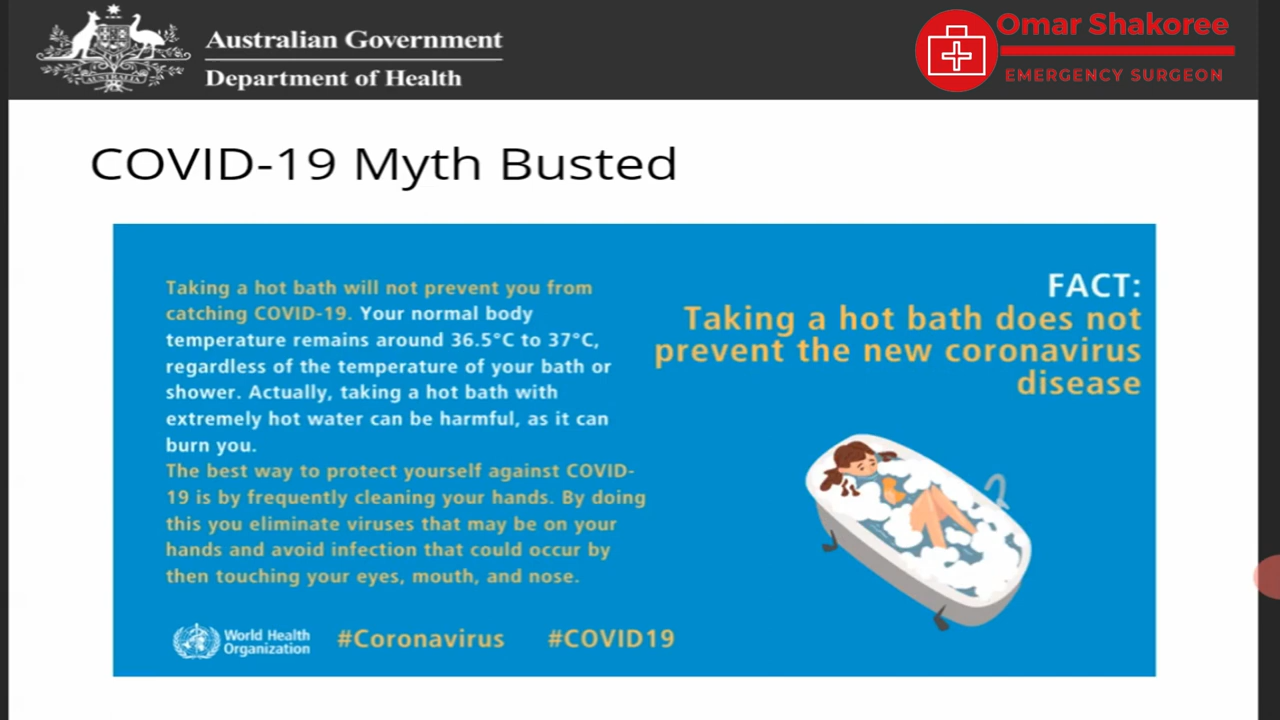 Australian Government
Department of Health
Omar Shakoree
EMERGENCY SURGEON
COVID-19 Myth Busted
Taking a hot bath will not prevent you from
catching COVID-19. Your normal body
temperature remains around 36.5°C to 37°C,
regardless of the temperature of your bath or
shower. Actually, taking a hot bath with
extremely hot water can be harmful, as it can
burn you.
The best way to protect yourself against COVID-
19 is by frequently cleaning your hands. By doing
this you eliminate viruses that may be on your
hands and avoid infection that could occur by
then touching your eyes, mouth, and nose.
FACT:
Taking a hot bath does not
prevent the new coronavirus
disease
World Health
Organization
#Coronavirus #COVID19